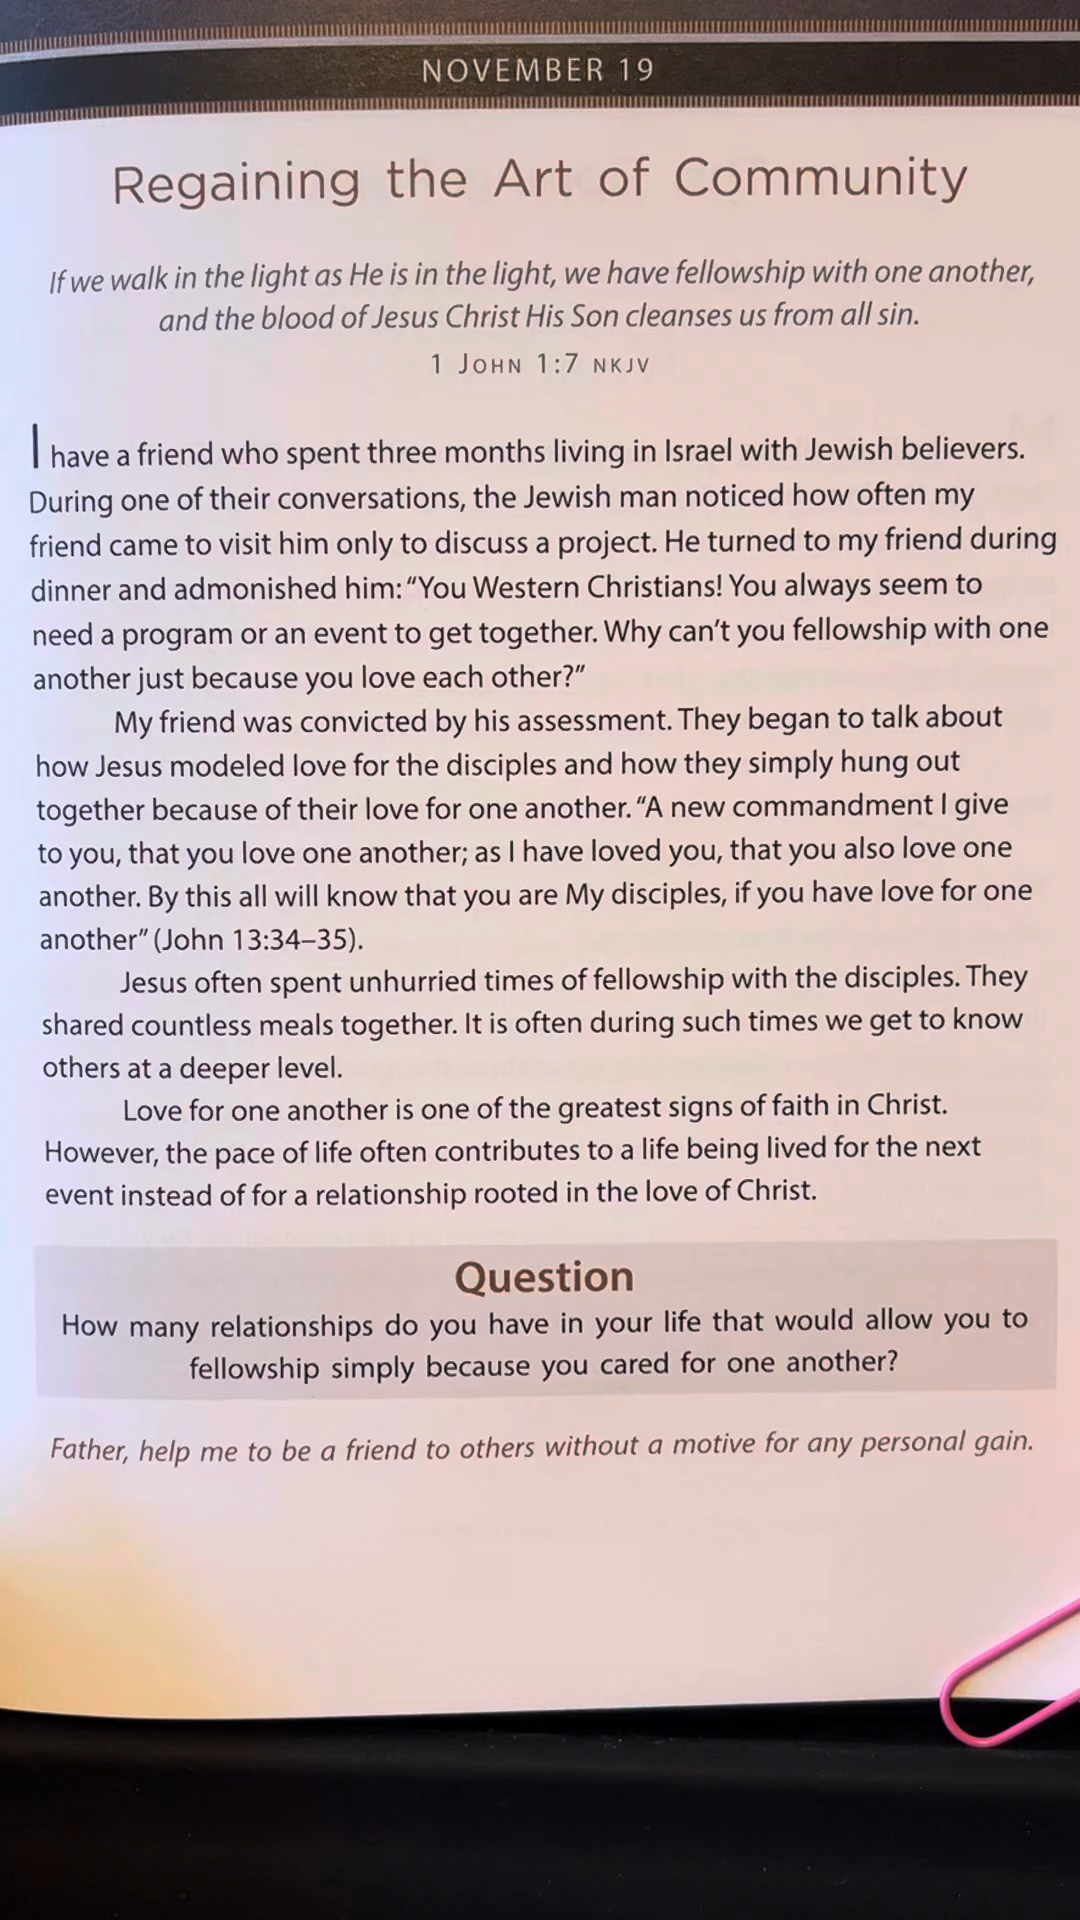 NOVEMBER 19
Regaining the Art of Community
If we walk in the light as He is in the light, we have fellowship with one another,
and the blood of Jesus Christ His Son cleanses us from all sin.
1 JOHN 1:7 NKJV
I have a friend who spent three months living in Israel with Jewish believers.
During one of their conversations, the Jewish man noticed how often my
friend came to visit him only to discuss a project. He turned to my friend during
dinner and admonished him: “You Western Christians! You always seem to
need a program or an event to get together. Why can’t you fellowship with one
another just because you love each other?”
My friend was convicted by his assessment. They began to talk about
how Jesus modeled love for the disciples and how they simply hung out
together because of their love for one another. “A new commandment I give
to you, that you love one another; as I have loved you, that you also love one
another. By this all will know that you are My disciples, if you have love for one
another” (John 13:34–35).
Jesus often spent unhurried times of fellowship with the disciples. They
shared countless meals together. It is often during such times we get to know
others at a deeper level.
Love for one another is one of the greatest signs of faith in Christ.
However, the pace of life often contributes to a life being lived for the next
event instead of for a relationship rooted in the love of Christ.
Question
How many relationships do you have in your life that would allow you to
fellowship simply because you cared for one another?
Father, help me to be a friend to others without a motive for any personal gain.